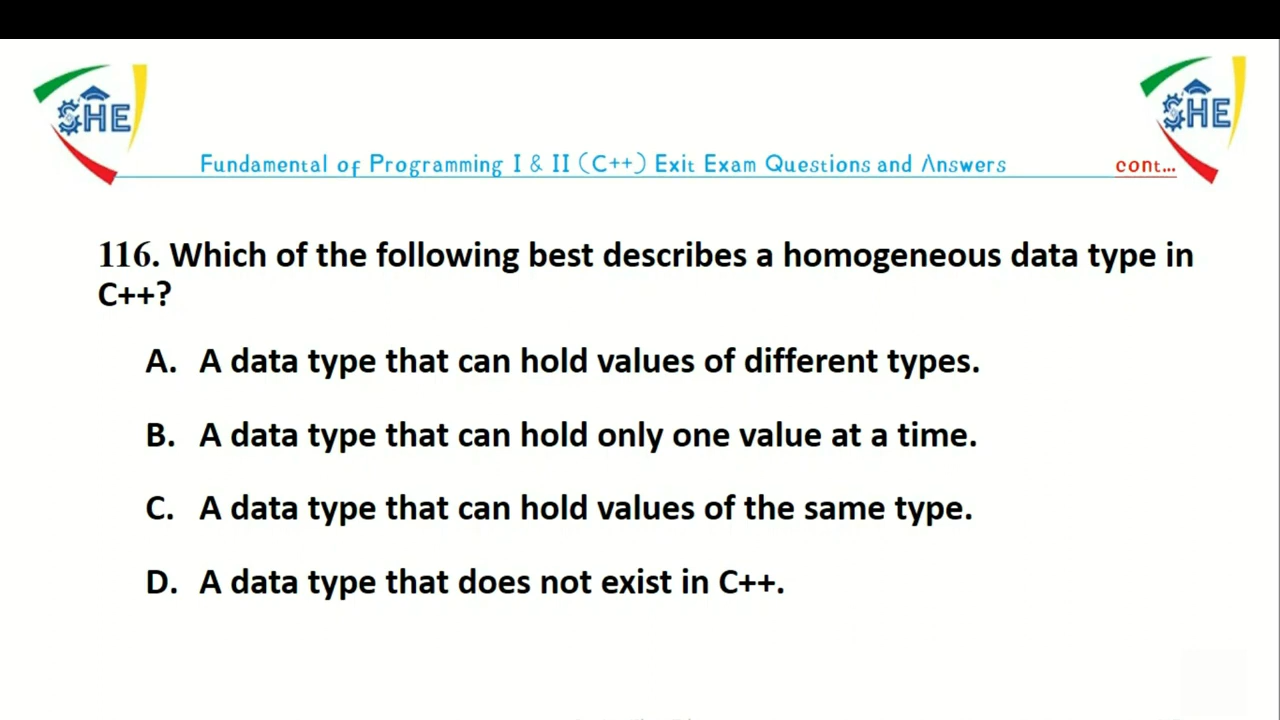 SHE
SHE
Fundamental of Programming I & II (C++) Exit Exam Questions and Answers cont...
116. Which of the following best describes a homogeneous data type in
C++?
A. A data type that can hold values of different types.
B. A data type that can hold only one value at a time.
C. A data type that can hold values of the same type.
D. A data type that does not exist in C++.